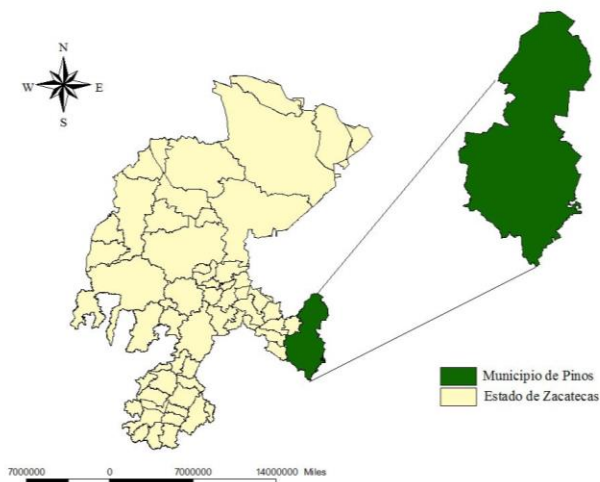 N
W E
S
Municipio de Pinos
Estado de Zacatecas
7000000 0 7000000 14000000 Miles